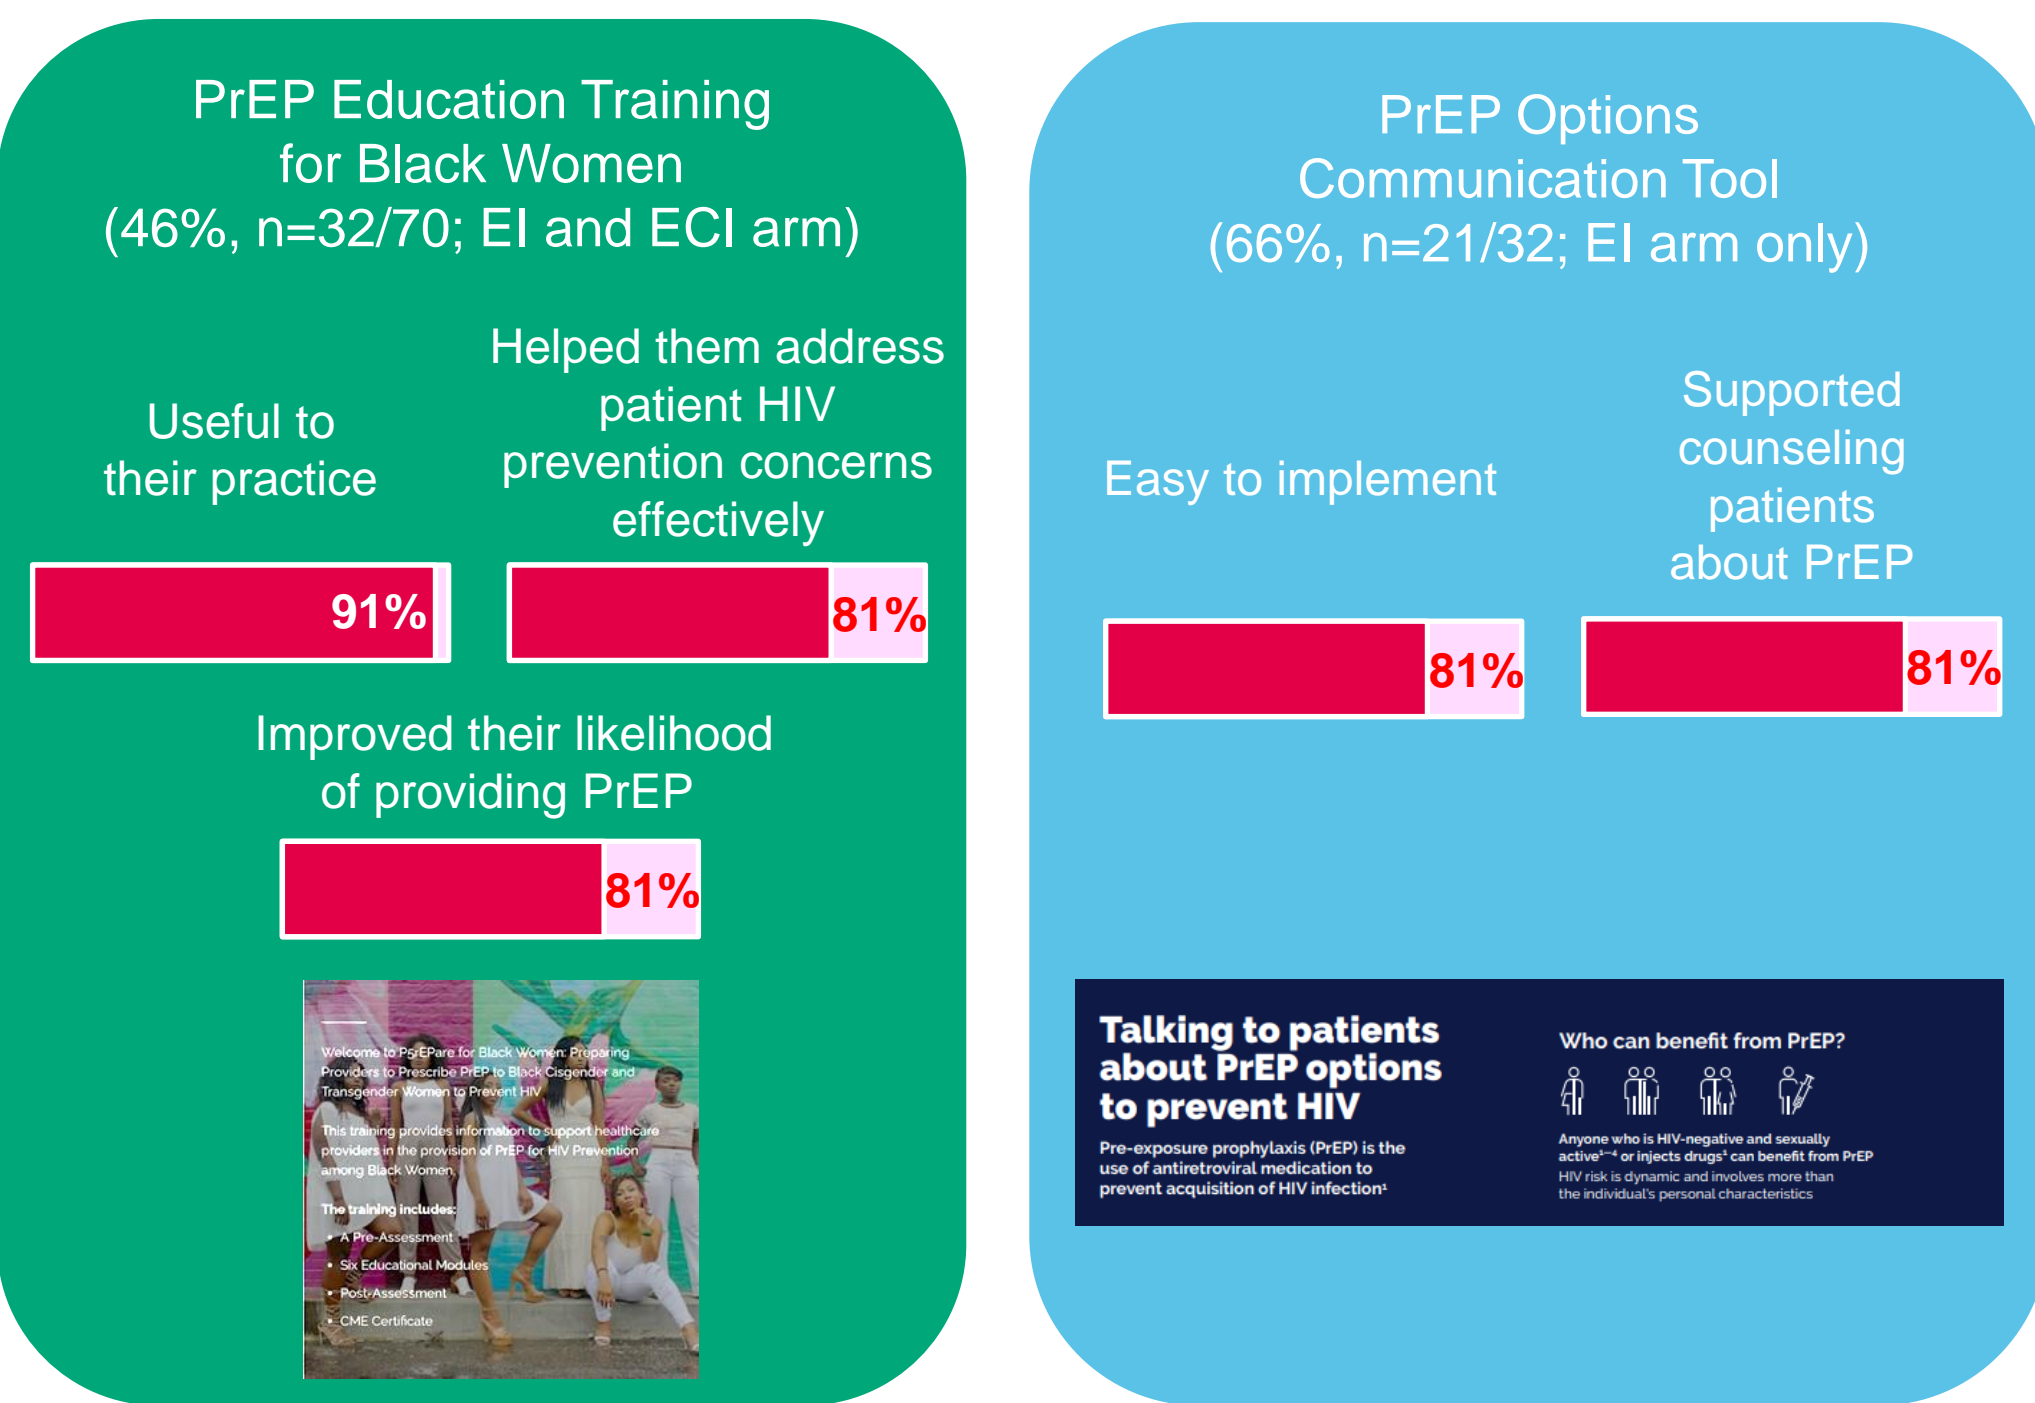 PrEP Education Training
for Black Women
(46%, n=32/70; EI and ECI arm)
Useful to
their practice
91%
Helped them address
patient HIV
prevention concerns
effectively
81%
Improved their likelihood
of providing PrEP
81%
Welcome to P5rEPare for Black Women: Preparing
Providers to Prescribe PrEP to Black Cisgender and
Transgender Women to Prevent HIV
This training provides information to support healthcare
providers in the provision of PrEP for HIV Prevention
among Black Women.
The training includes:
• A Pre-Assessment
• Six Educational Modules
• Post-Assessment
• CME Certificate
PrEP Options
Communication Tool
(66%, n=21/32; EI arm only)
Easy to implement
81%
Supported
counseling
patients
about PrEP
81%
Talking to patients
about PrEP options
to prevent HIV
Pre-exposure prophylaxis (PrEP) is the
use of antiretroviral medication to
prevent acquisition of HIV infection¹
Who can benefit from PrEP?
Anyone who is HIV-negative and sexually
active¹⁻⁴ or injects drugs¹ can benefit from PrEP
HIV risk is dynamic and involves more than
the individual's personal characteristics